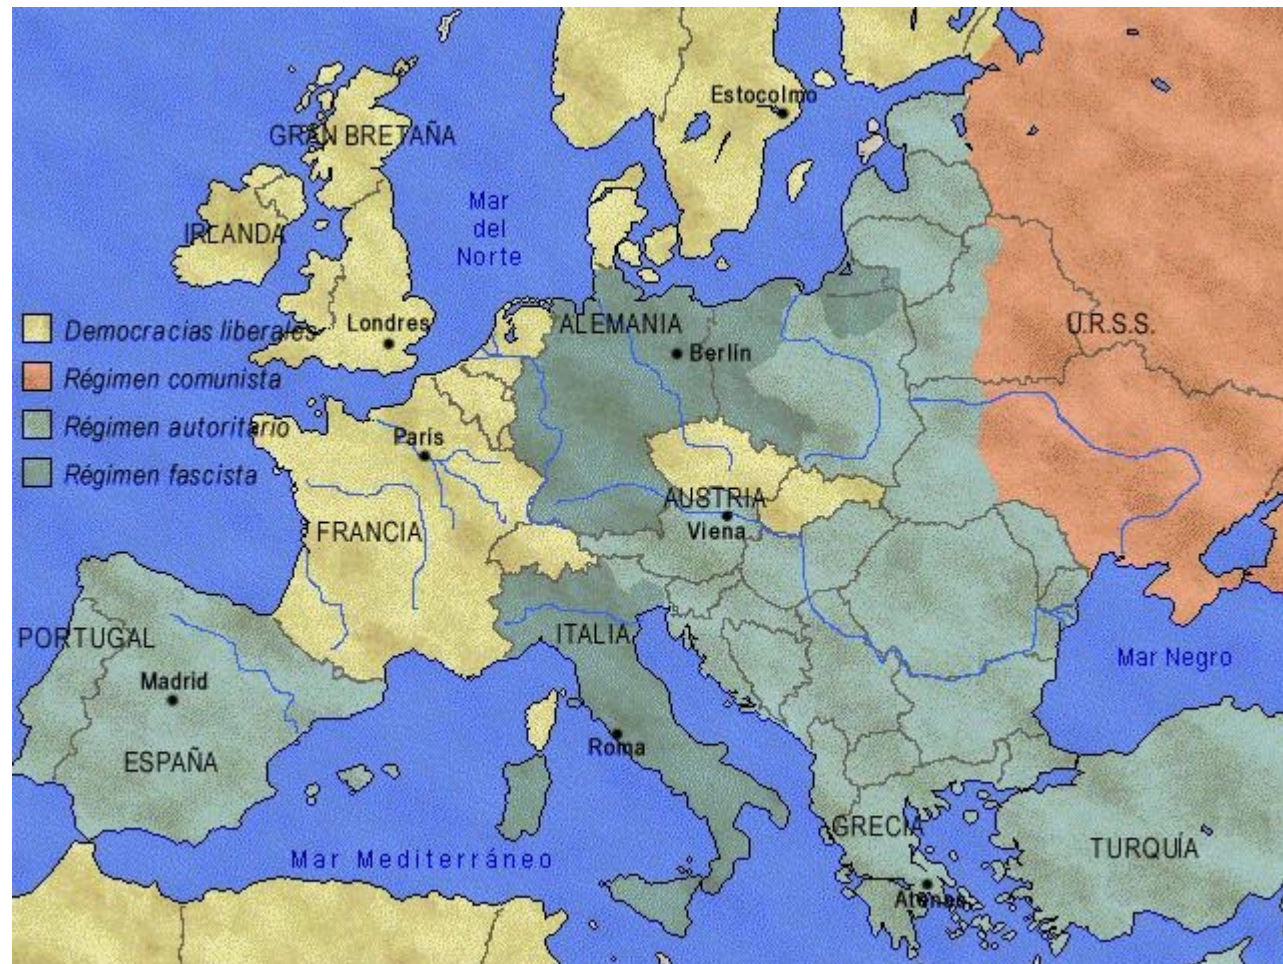 Estocolmo
GRAN BRETAÑA
Mar
del
Norte
IRLANDA
Democracias liberales
Régimen comunista
Régimen autoritario
Régimen fascista
Londres
ALEMANIA
Berlín
U.R.S.S.
París
AUSTRIA
Viena
FRANCIA
PORTUGAL
Madrid
ESPAÑA
ITALIA
Roma
Mar Negro
GRECIA
Atenas
TURQUÍA
Mar Mediterráneo